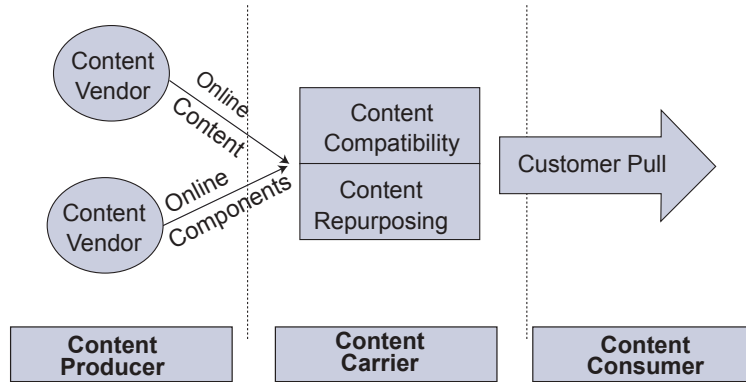 Content
Vendor
Online
Content
Content
Vendor
Online
Components
Content
Compatibility
Content
Repurposing
Customer Pull
Content
Producer
Content
Carrier
Content
Consumer